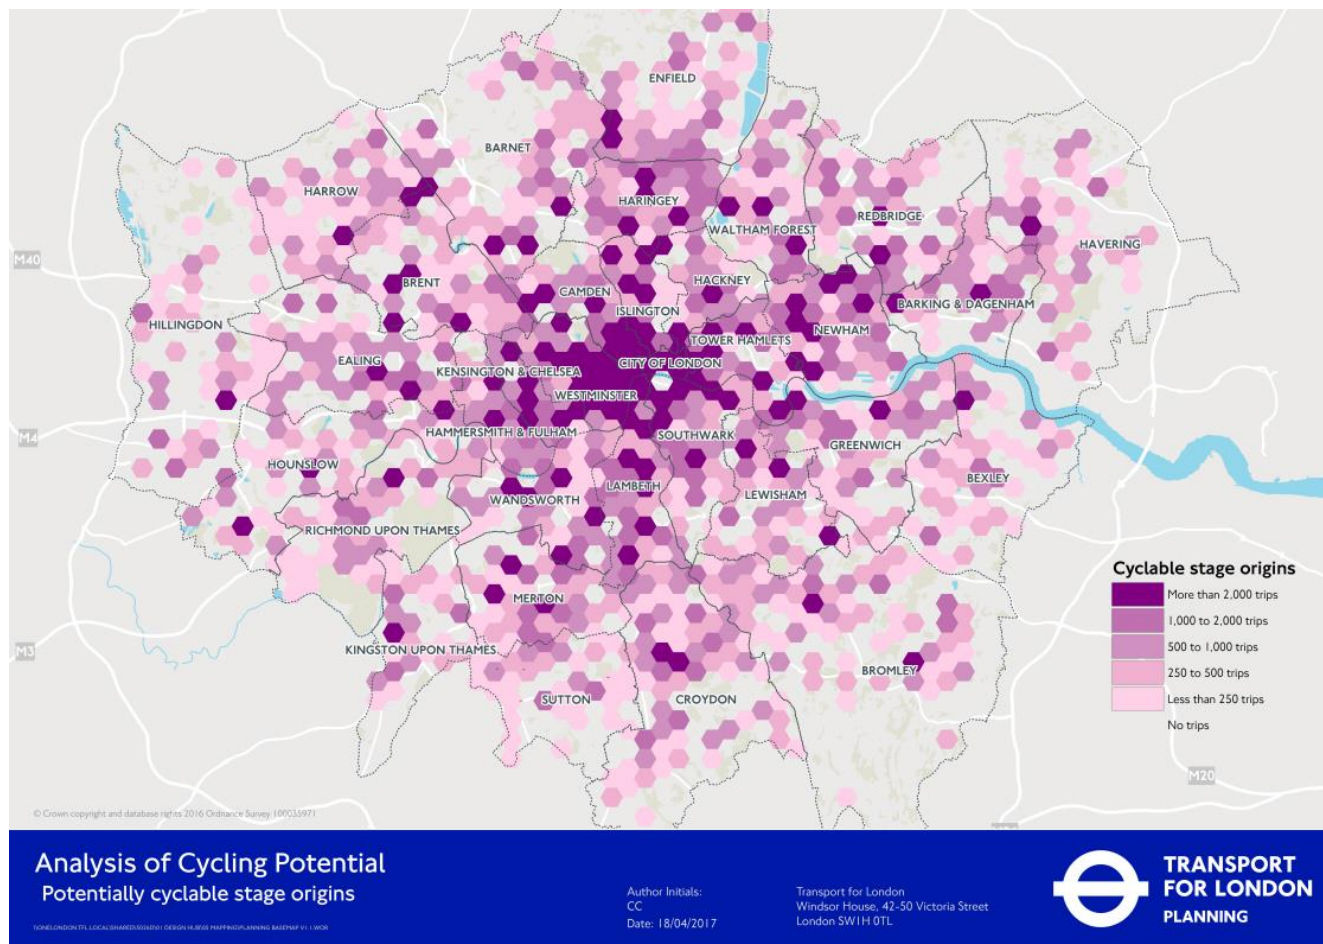 ENFIELD
BARNET
HARROW
HARINGEY
WALTHAM FOREST
REDBRIDGE
HAVERING
M40
BRENT
CAMDEN
HACKNEY
ISLINGTON
BARKING & DAGENHAM
HILLINGDON
NEWHAM
TOWER HAMLETS
EALING
CITY OF LONDON
KENSINGTON & CHELSEA
WESTMINSTER
M4
HAMMERSMITH & FULHAM
SOUTHWARK
GREENWICH
HOUNSLOW
BEXLEY
LAMBETH
LEWISHAM
WANDSWORTH
RICHMOND UPON THAMES
MERTON
M3
KINGSTON UPON THAMES
BROMLEY
SUTTON
CROYDON
M20
Cyclable stage origins
More than 2,000 trips
1,000 to 2,000 trips
500 to 1,000 trips
250 to 500 trips
Less than 250 trips
No trips
© Crown copyright and database rights 2016 Ordnance Survey 100035971
Analysis of Cycling Potential
Potentially cyclable stage origins
Author Initials:
CC
Date: 18/04/2017
Transport for London
Windsor House, 42-50 Victoria Street
London SW1H 0TL
TRANSPORT
FOR LONDON
PLANNING